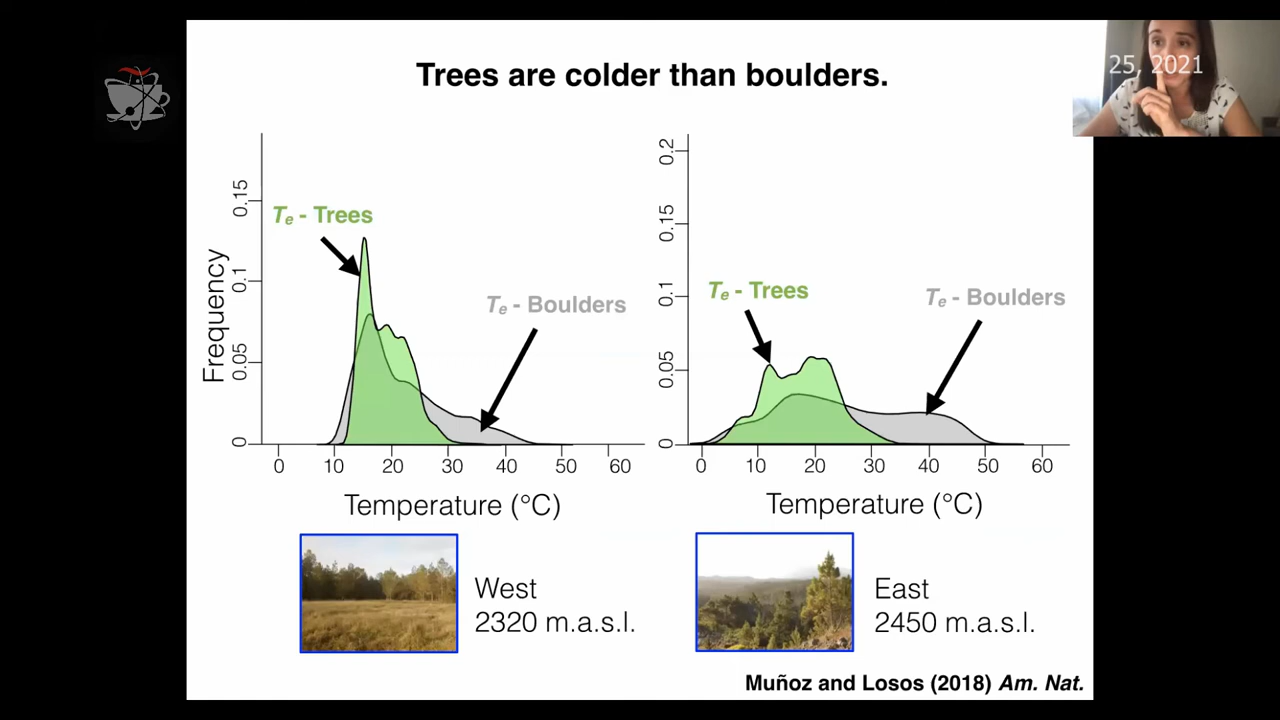 Trees are colder than boulders.
25, 2021
Frequency
0.15
0.1
0.05
0
Te - Trees
Te - Boulders
0 10 20 30 40 50 60
Temperature (°C)
0.2
0.15
0.1
0.05
0
Te - Trees
Te - Boulders
0 10 20 30 40 50 60
Temperature (°C)
West
2320 m.a.s.l.
East
2450 m.a.s.l.
Muñoz and Losos (2018) Am. Nat.